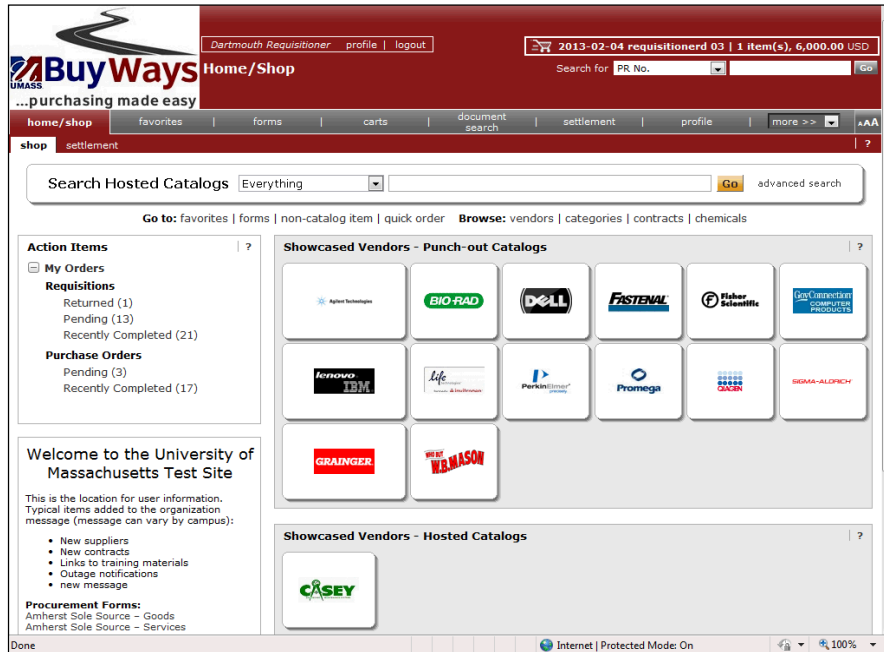 Dartmouth Requisitioner profile | logout
2013-02-04 requisitionerd 03 | 1 item(s), 6,000.00 USD
UMASS BuyWays
...purchasing made easy
Home/Shop
Search for PR No. Go
home/shop favorites | forms | carts | document search | settlement | profile | more >> AAA
shop settlement | ?
Search Hosted Catalogs Everything Go advanced search
Go to: favorites | forms | non-catalog item | quick order Browse: vendors | categories | contracts | chemicals
Action Items | ?
My Orders
Requisitions
Returned (1)
Pending (13)
Recently Completed (21)
Purchase Orders
Pending (3)
Recently Completed (17)
Welcome to the University of
Massachusetts Test Site
This is the location for user information.
Typical items added to the organization
message (message can vary by campus):
• New suppliers
• New contracts
• Links to training materials
• Outage notifications
• new message
Procurement Forms:
Amherst Sole Source – Goods
Amherst Sole Source – Services
Showcased Vendors - Punch-out Catalogs | ?
Agilent Technologies
BIO-RAD
DELL
FASTENAL
Fisher
Scientific
GovConnection
COMPUTER
PRODUCTS
lenovo
IBM
life
PerkinElmer
precisely
Promega
QIAGEN
SIGMA-ALDRICH
GRAINGER
WHO BUT
W.B.MASON
Showcased Vendors - Hosted Catalogs | ?
CASEY
Done Internet | Protected Mode: On 100%